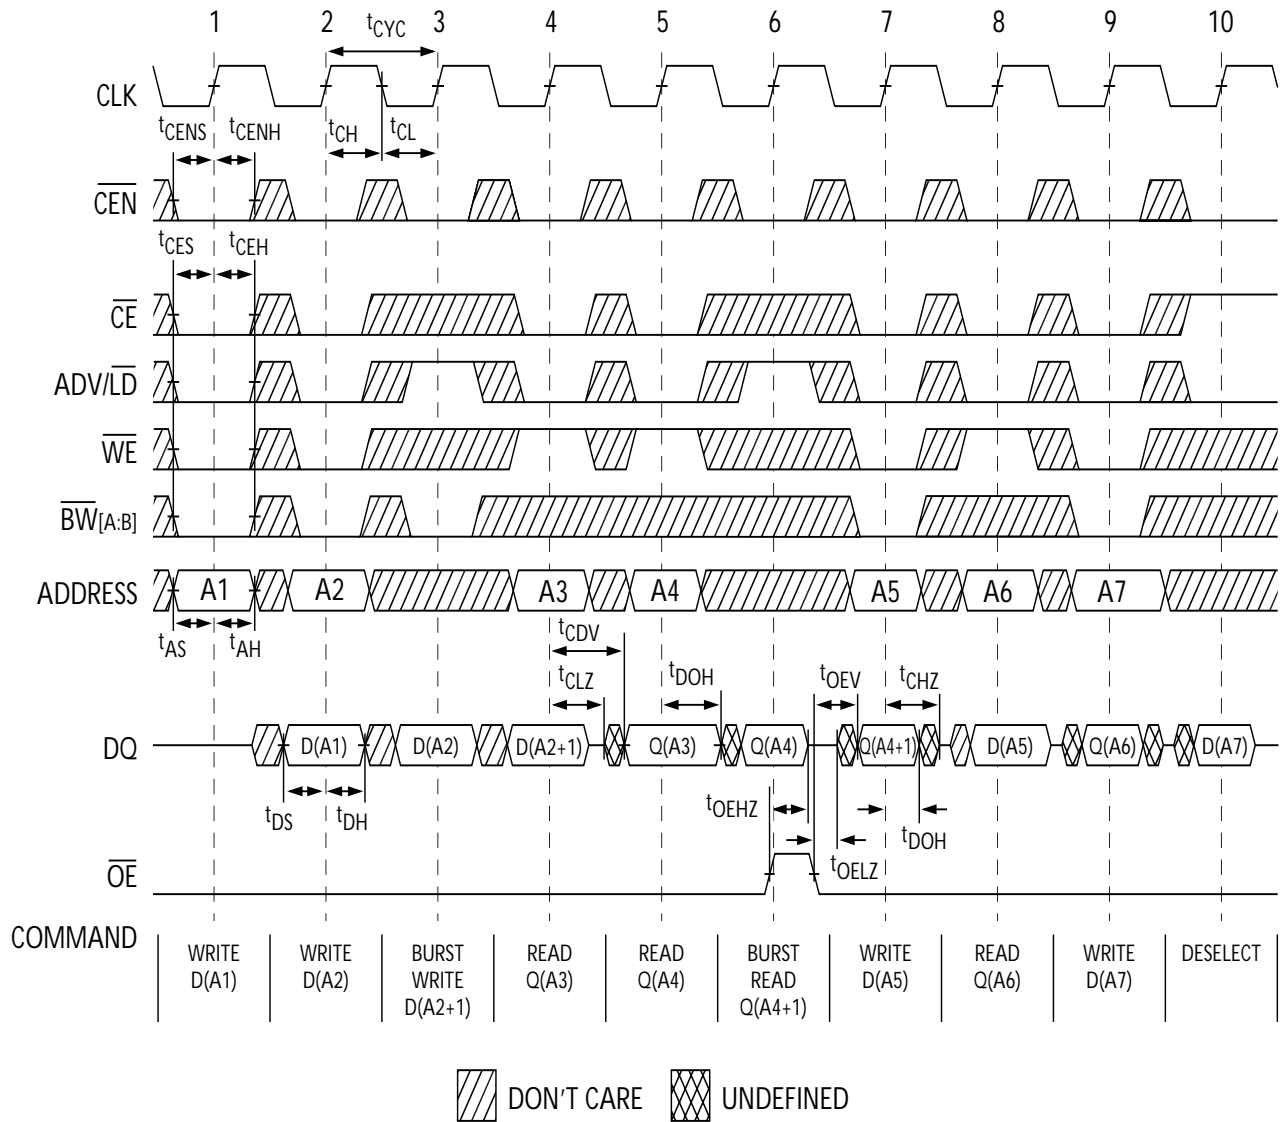 1 2 3 4 5 6 7 8 9 10
tCYC
CLK
tCENS tCENH tCH tCL
CEN
tCES tCEH
CE
ADV/LD
WE
BW[A:B]
ADDRESS A1 A2 A3 A4 A5 A6 A7
tAS tAH tCDV
tCLZ tDOH tOEV tCHZ
DQ D(A1) D(A2) D(A2+1) Q(A3) Q(A4) Q(A4+1) D(A5) Q(A6) D(A7)
tDS tDH tOEHZ tDOH
tOELZ
OE
COMMAND
WRITE D(A1)
WRITE D(A2)
BURST WRITE D(A2+1)
READ Q(A3)
READ Q(A4)
BURST READ Q(A4+1)
WRITE D(A5)
READ Q(A6)
WRITE D(A7)
DESELECT
DON'T CARE UNDEFINED